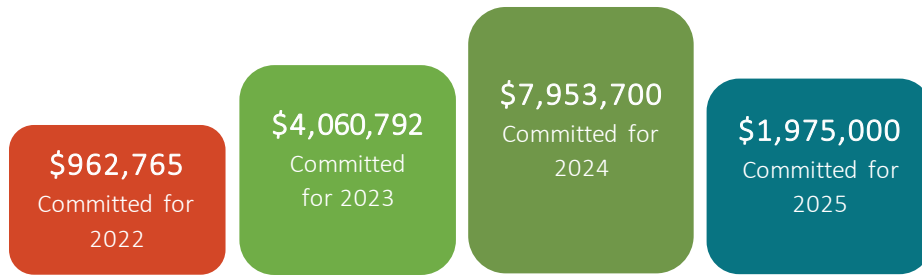 $962,765
Committed for
2022
$4,060,792
Committed
for 2023
$7,953,700
Committed for
2024
$1,975,000
Committed for
2025